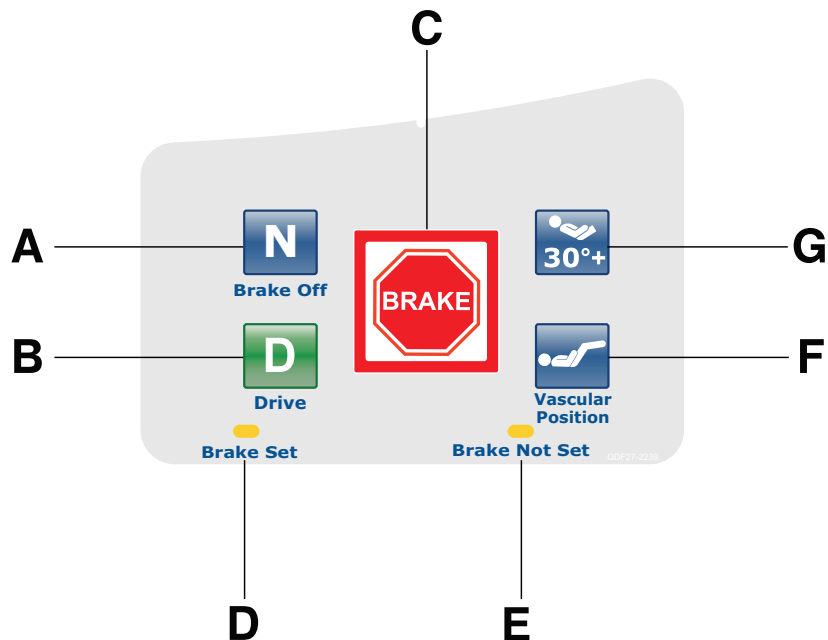 C
A
N
Brake Off
BRAKE
30°+
G
B
D
Drive
Vascular
Position
F
Brake Set
Brake Not Set
D
E